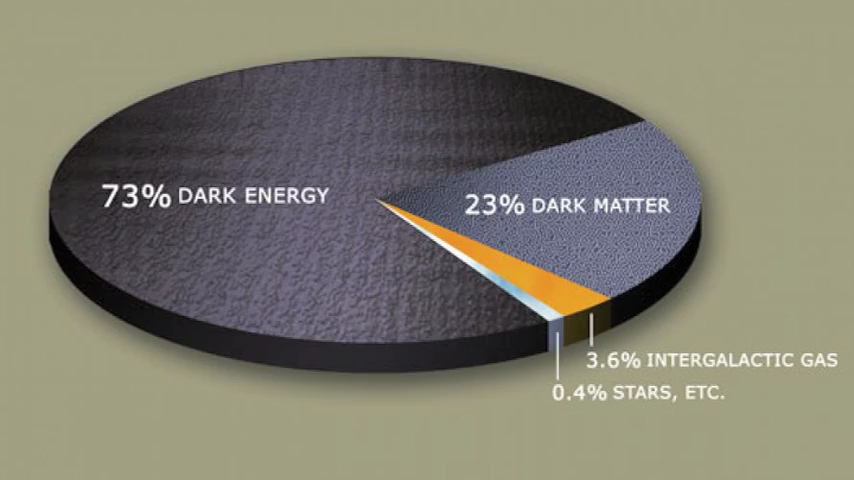 73% DARK ENERGY
23% DARK MATTER
3.6% INTERGALACTIC GAS
0.4% STARS, ETC.